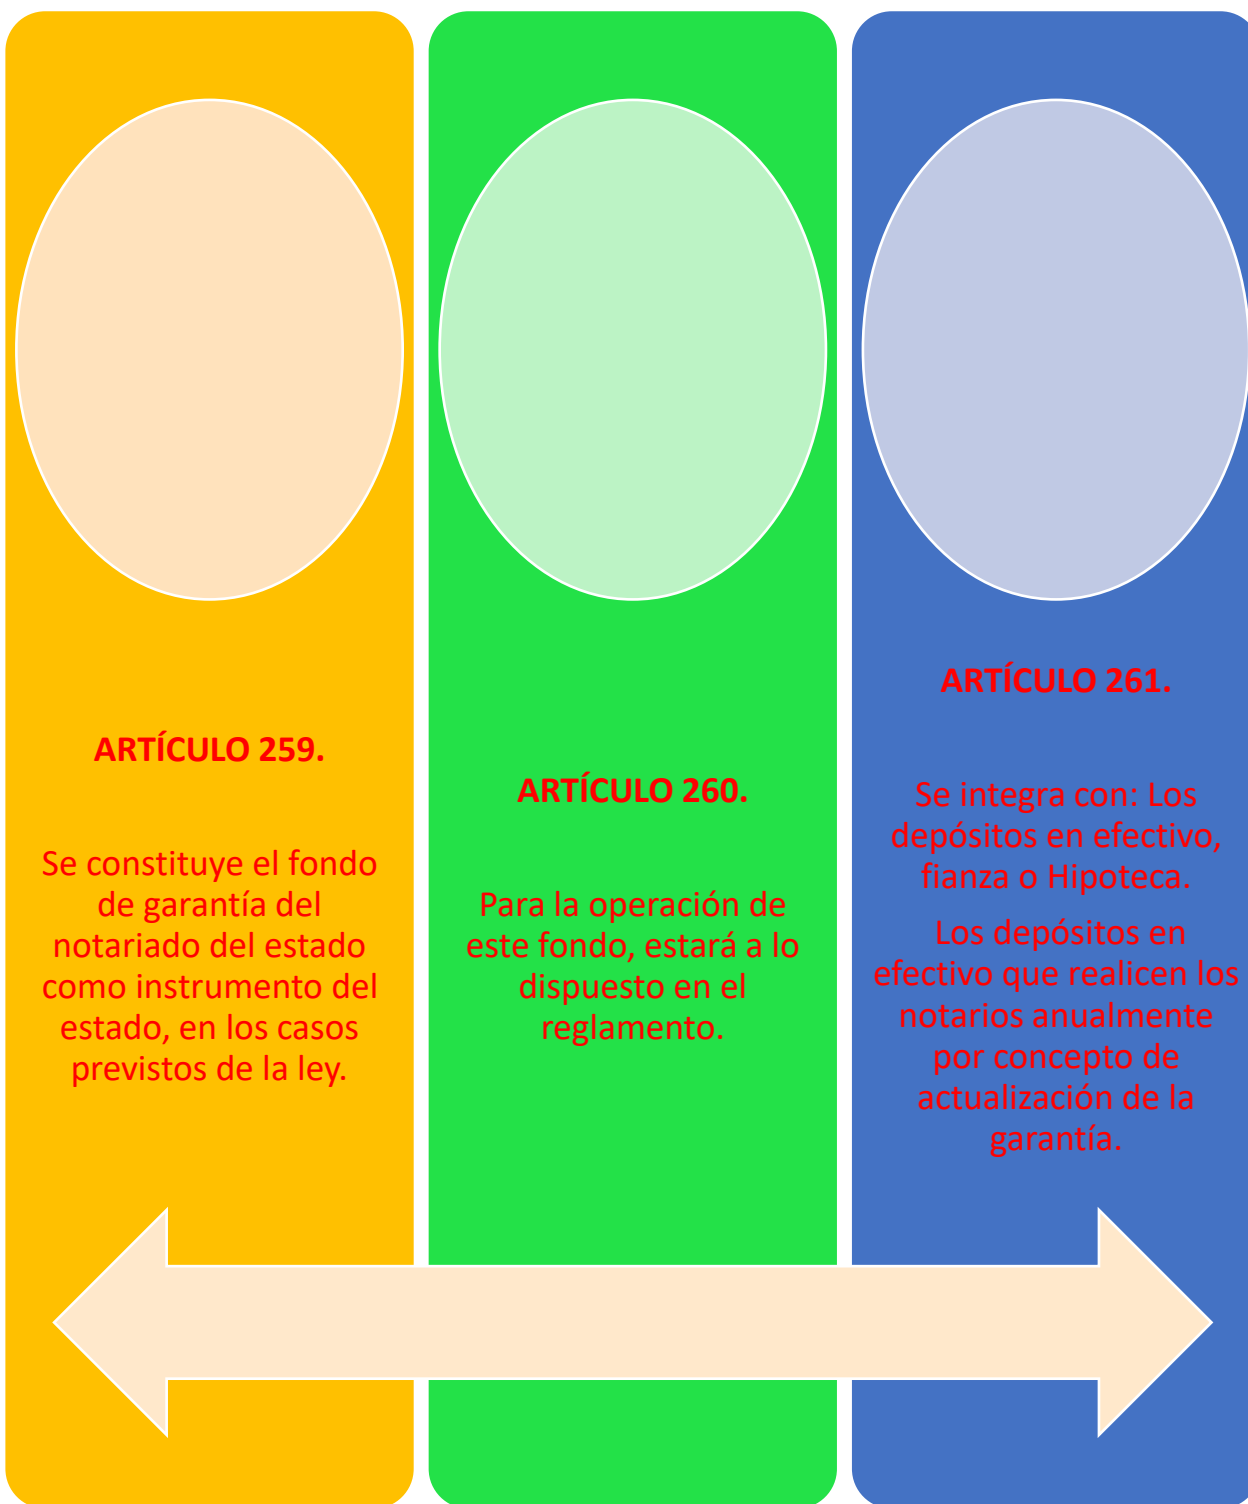 ARTÍCULO 259.
Se constituye el fondo
de garantía del
notariado del estado
como instrumento del
estado, en los casos
previstos de la ley.
ARTÍCULO 260.
Para la operación de
este fondo, estará a lo
dispuesto en el
reglamento.
ARTÍCULO 261.
Se integra con: Los
depósitos en efectivo,
fianza o Hipoteca.
Los depósitos en
efectivo que realicen los
notarios anualmente
por concepto de
actualización de la
garantía.